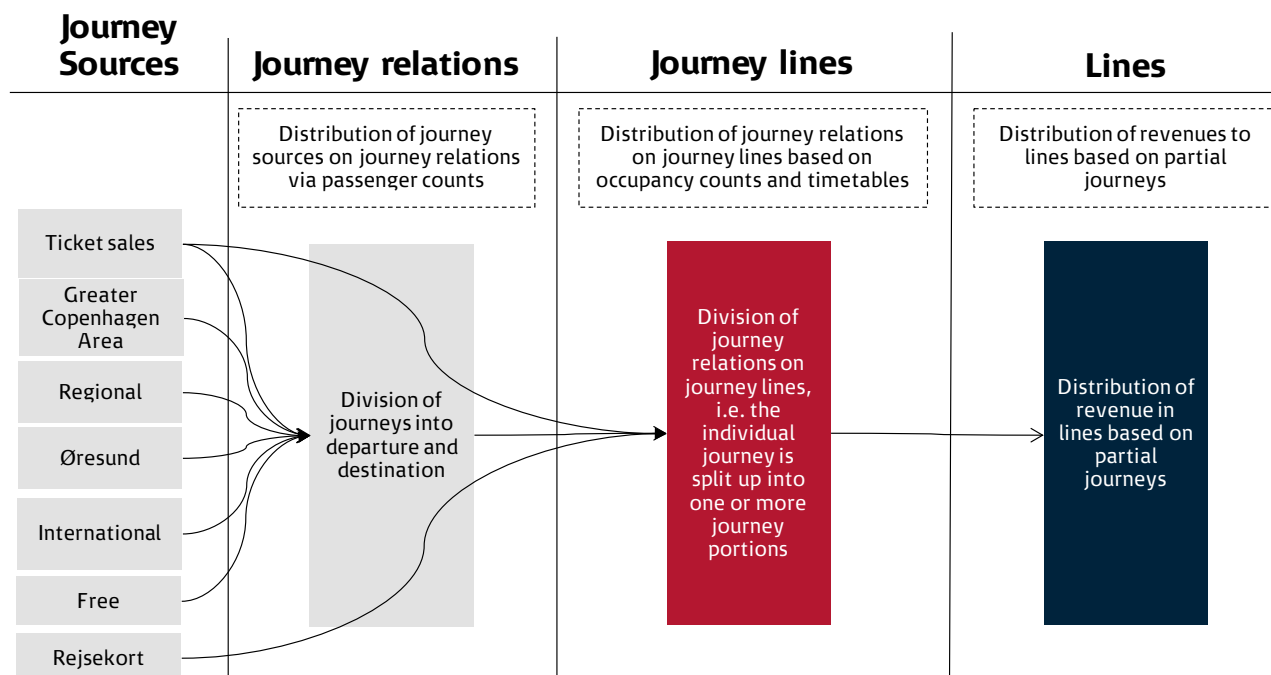 Journey
Sources
Journey relations
Journey lines
Lines
Distribution of journey
sources on journey relations
via passenger counts
Distribution of journey relations
on journey lines based on
occupancy counts and timetables
Distribution of revenues to
lines based on partial
journeys
Ticket sales
Greater
Copenhagen
Area
Regional
Øresund
International
Free
Rejsekort
Division of
journeys into
departure and
destination
Division of
journey
relations on
journey lines,
i.e. the
individual
journey is
split up into
one or more
journey
portions
Distribution of
revenue in
lines based on
partial
journeys